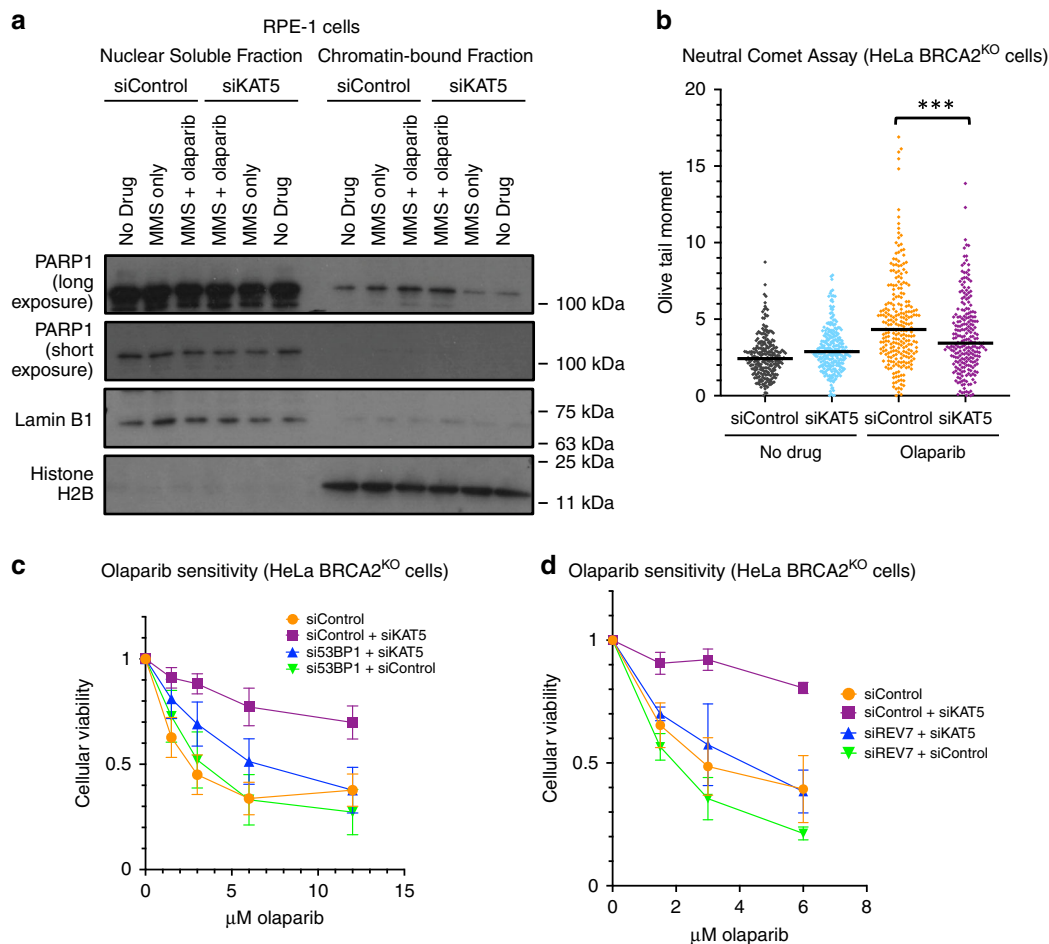 a
RPE-1 cells
Nuclear Soluble Fraction Chromatin-bound Fraction
siControl siKAT5 siControl siKAT5
No Drug
MMS only
MMS + olaparib
MMS + olaparib
MMS only
No Drug
No Drug
MMS only
MMS + olaparib
MMS + olaparib
MMS only
No Drug
PARP1
(long
exposure)
100 kDa
PARP1
(short
exposure)
100 kDa
Lamin B1
75 kDa
63 kDa
Histone
H2B
25 kDa
11 kDa
b
Neutral Comet Assay (HeLa BRCA2KO cells)
***
Olive tail moment
20
15
10
5
0
siControl siKAT5 siControl siKAT5
No drug Olaparib
c
Olaparib sensitivity (HeLa BRCA2KO cells)
siControl
siControl + siKAT5
si53BP1 + siKAT5
si53BP1 + siControl
Cellular viability
1
0.5
0
0 5 10 15
μM olaparib
d
Olaparib sensitivity (HeLa BRCA2KO cells)
siControl
siControl + siKAT5
siREV7 + siKAT5
siREV7 + siControl
Cellular viability
1
0.5
0
0 2 4 6 8
μM olaparib